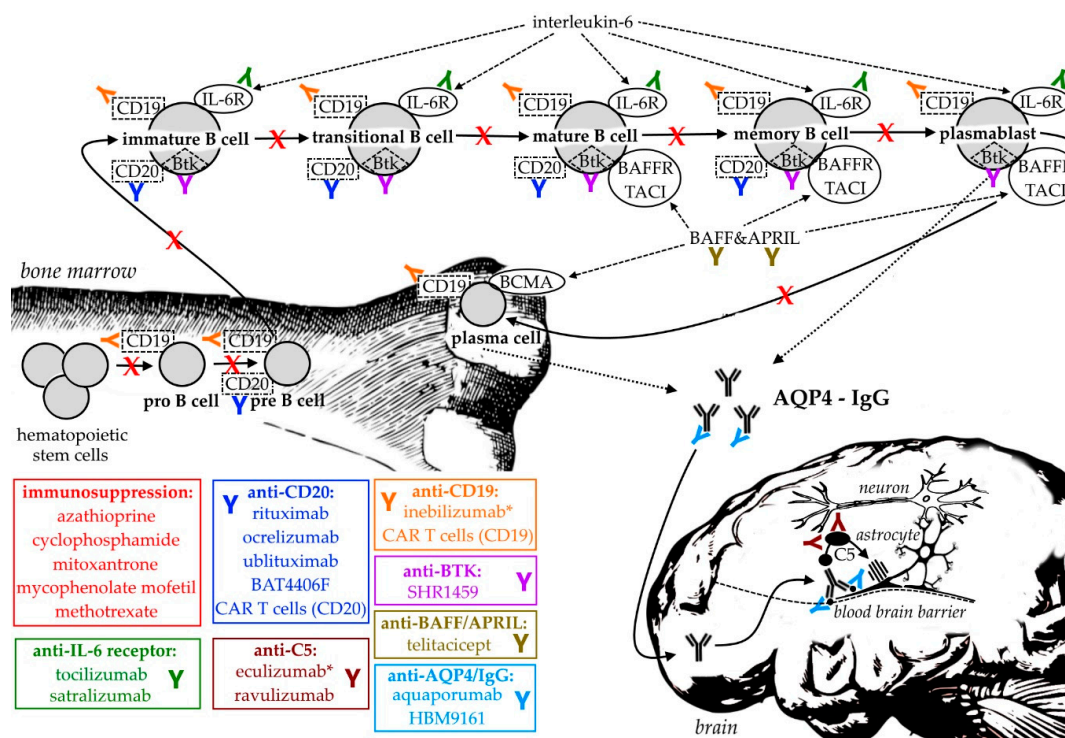 interleukin-6
CD19 IL-6R CD19 IL-6R CD19 IL-6R CD19 IL-6R CD19 IL-6R
immature B cell X transitional B cell X mature B cell X memory B cell X plasmablast
Btk Btk Btk Btk Btk
CD20 CD20 CD20 CD20
BAFFR BAFFR BAFFR
TACI TACI TACI
X
BAFF&APRIL
bone marrow
CD19 BCMA
X
plasma cell
CD19 CD19
X X
CD20
pro B cell pre B cell
AQP4 - IgG
hematopoietic
stem cells
immunosuppression:
azathioprine
cyclophosphamide
mitoxantrone
mycophenolate mofetil
methotrexate
anti-CD20:
rituximab
ocrelizumab
ublituximab
BAT4406F
CAR T cells (CD20)
anti-CD19:
inebilizumab*
CAR T cells (CD19)
anti-BTK:
SHR1459
anti-BAFF/APRIL:
telitacicept
anti-IL-6 receptor:
tocilizumab
satralizumab
anti-C5:
eculizumab*
ravulizumab
anti-AQP4/IgG:
aquaporumab
HBM9161
neuron
astrocyte
C5
blood brain barrier
brain